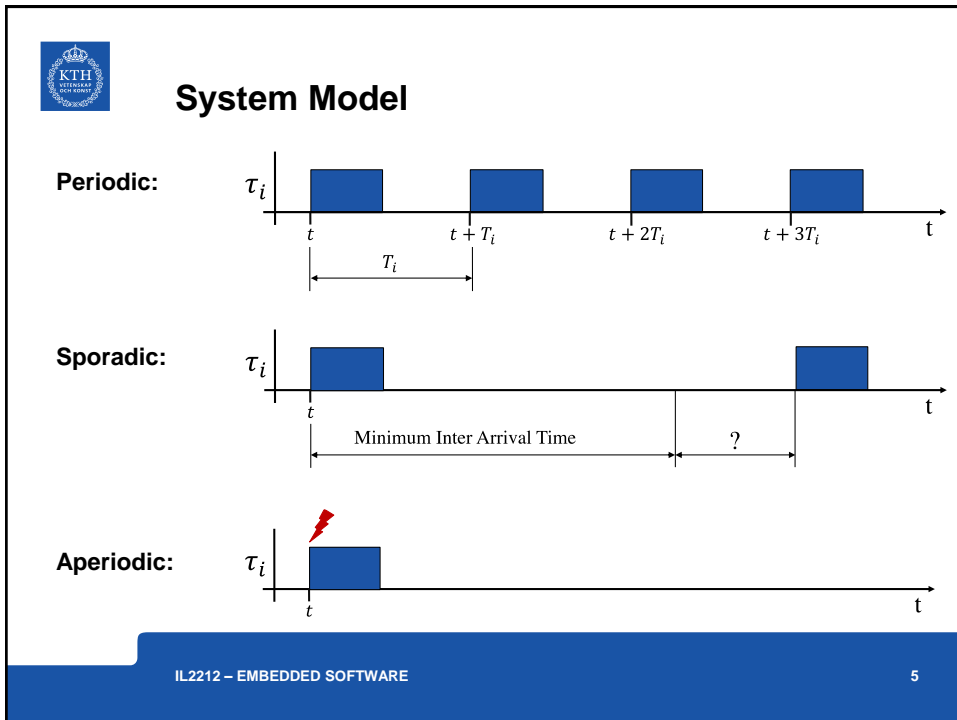 KTH
VETENSKAP
OCH KONST
System Model
Periodic:
τᵢ
t
t + Tᵢ
t + 2Tᵢ
t + 3Tᵢ
t
Tᵢ
Sporadic:
τᵢ
t
t
Minimum Inter Arrival Time
?
Aperiodic:
τᵢ
t
t
IL2212 – EMBEDDED SOFTWARE
5